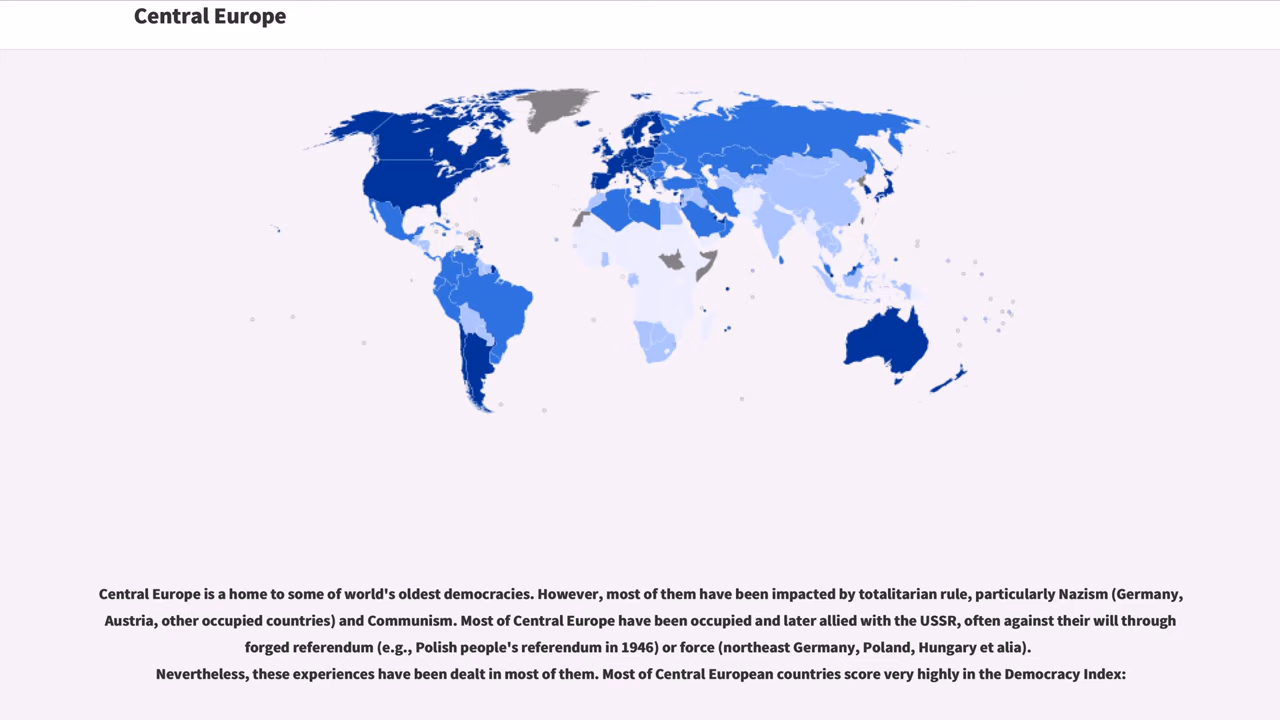 Central Europe
Central Europe is a home to some of world's oldest democracies. However, most of them have been impacted by totalitarian rule, particularly Nazism (Germany,
Austria, other occupied countries) and Communism. Most of Central Europe have been occupied and later allied with the USSR, often against their will through
forged referendum (e.g., Polish people's referendum in 1946) or force (northeast Germany, Poland, Hungary et alia).
Nevertheless, these experiences have been dealt in most of them. Most of Central European countries score very highly in the Democracy Index: